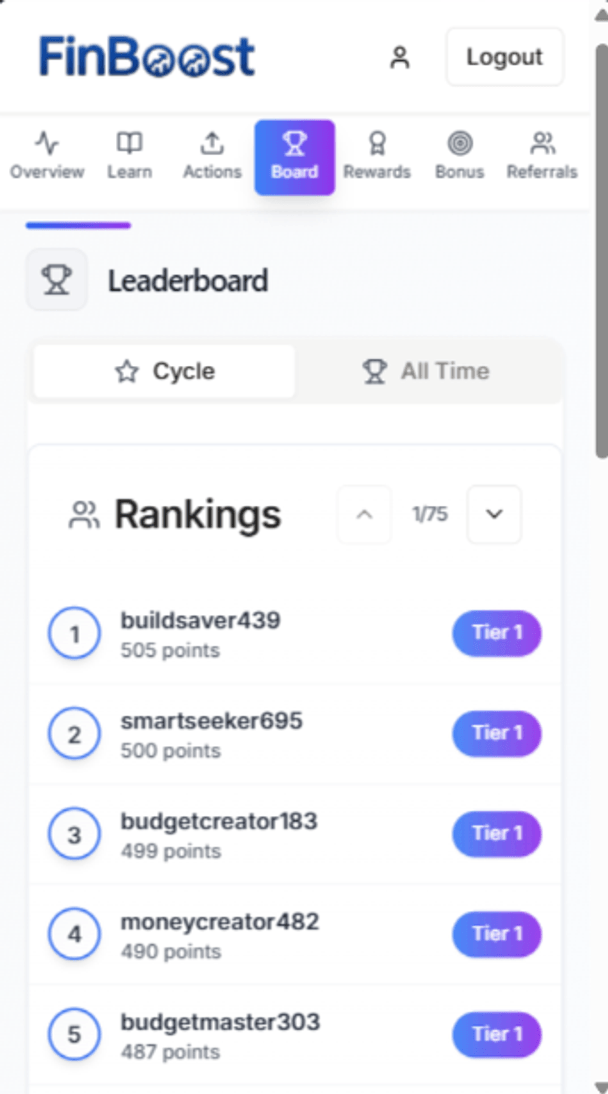 FinBoost
Logout
Overview Learn Actions Board Rewards Bonus Referrals
Leaderboard
Cycle All Time
Rankings 1/75
1 buildsaver439 Tier 1
505 points
2 smartseeker695 Tier 1
500 points
3 budgetcreator183 Tier 1
499 points
4 moneycreator482 Tier 1
490 points
5 budgetmaster303 Tier 1
487 points